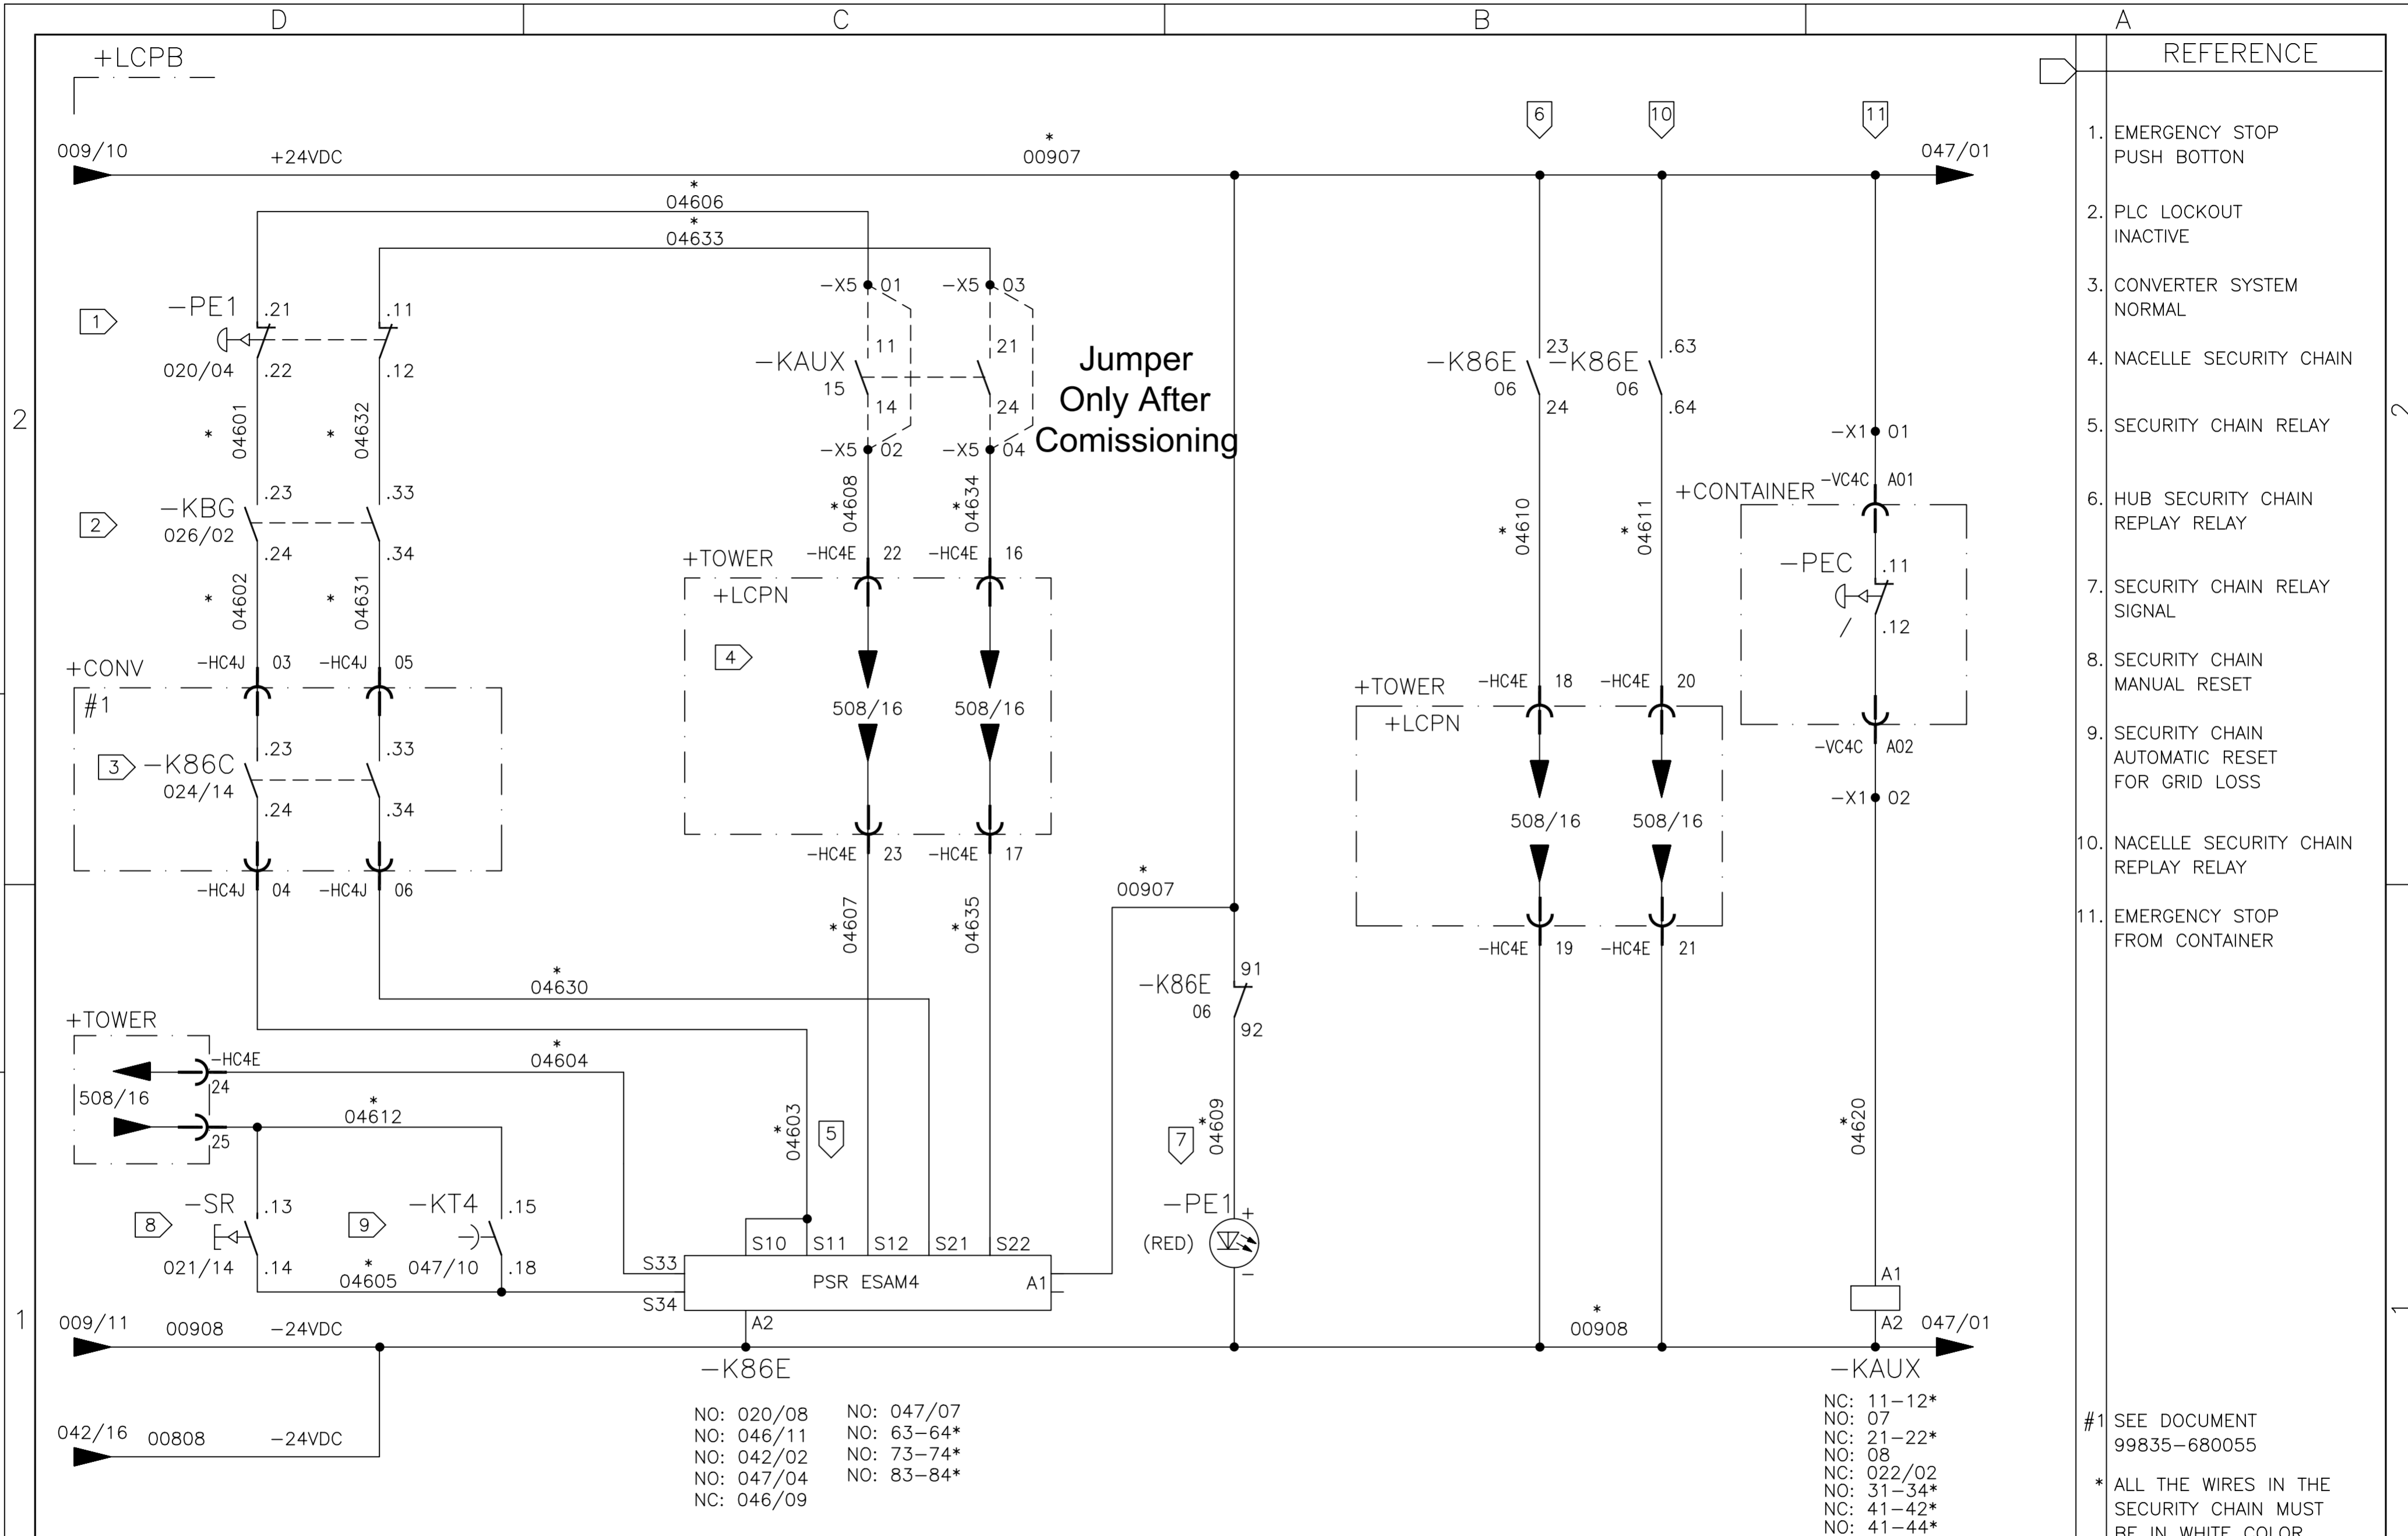 D C B A
+LCPB
REFERENCE
6 10 11
009/10 +24VDC
*
00907
047/01
*
04606
*
04633
1
-PE1
.21 .11
020/04 .22 .12
*
04601
*
04632
2
-KBG
.23 .33
026/02
.24 .34
*
04602
*
04631
+CONV
-HC4J 03 -HC4J 05
#1
3
-K86C
.23 .33
024/14
.24 .34
-HC4J 04 -HC4J 06
-X5 01 -X5 03
-KAUX
11 21
15
14 24
-X5 02 -X5 04
Jumper
Only After
Comissioning
*
04608
*
04634
+TOWER
-HC4E 22 -HC4E 16
+LCPN
4
508/16 508/16
-HC4E 23 -HC4E 17
*
04607
*
04635
*
00907
*
04630
*
04604
+TOWER
-HC4E
24
508/16
25
*
04612
8
-SR
.13
021/14 .14
9
-KT4
.15
047/10 .18
*
04605
*
04603
5
S10 S11 S12 S21 S22
S33
S34
PSR ESAM4
A1
A2
-K86E
91
06
92
7
*
04609
-PE1
+
(RED)
-
-K86E
23
06
24
-K86E
.63
06
.64
*
04610
*
04611
+TOWER
-HC4E 18 -HC4E 20
+LCPN
508/16 508/16
-HC4E 19 -HC4E 21
-X1 01
-VC4C A01
+CONTAINER
-PEC
.11
/
.12
-VC4C A02
-X1 02
*
04620
A1
A2
047/01
009/11 00908 -24VDC
*
00908
042/16 00808 -24VDC
-K86E
NO: 020/08 NO: 047/07
NO: 046/11 NO: 63-64*
NO: 042/02 NO: 73-74*
NO: 047/04 NO: 83-84*
NC: 046/09
-KAUX
NC: 11-12*
NO: 07
NC: 21-22*
NO: 08
NC: 022/02
NO: 31-34*
NC: 41-42*
NO: 41-44*
1. EMERGENCY STOP
PUSH BOTTON
2. PLC LOCKOUT
INACTIVE
3. CONVERTER SYSTEM
NORMAL
4. NACELLE SECURITY CHAIN
5. SECURITY CHAIN RELAY
6. HUB SECURITY CHAIN
REPLAY RELAY
7. SECURITY CHAIN RELAY
SIGNAL
8. SECURITY CHAIN
MANUAL RESET
9. SECURITY CHAIN
AUTOMATIC RESET
FOR GRID LOSS
10. NACELLE SECURITY CHAIN
REPLAY RELAY
11. EMERGENCY STOP
FROM CONTAINER
#1 SEE DOCUMENT
99835-680055
* ALL THE WIRES IN THE
SECURITY CHAIN MUST
BE IN WHITE COLOR
2 2
1 1